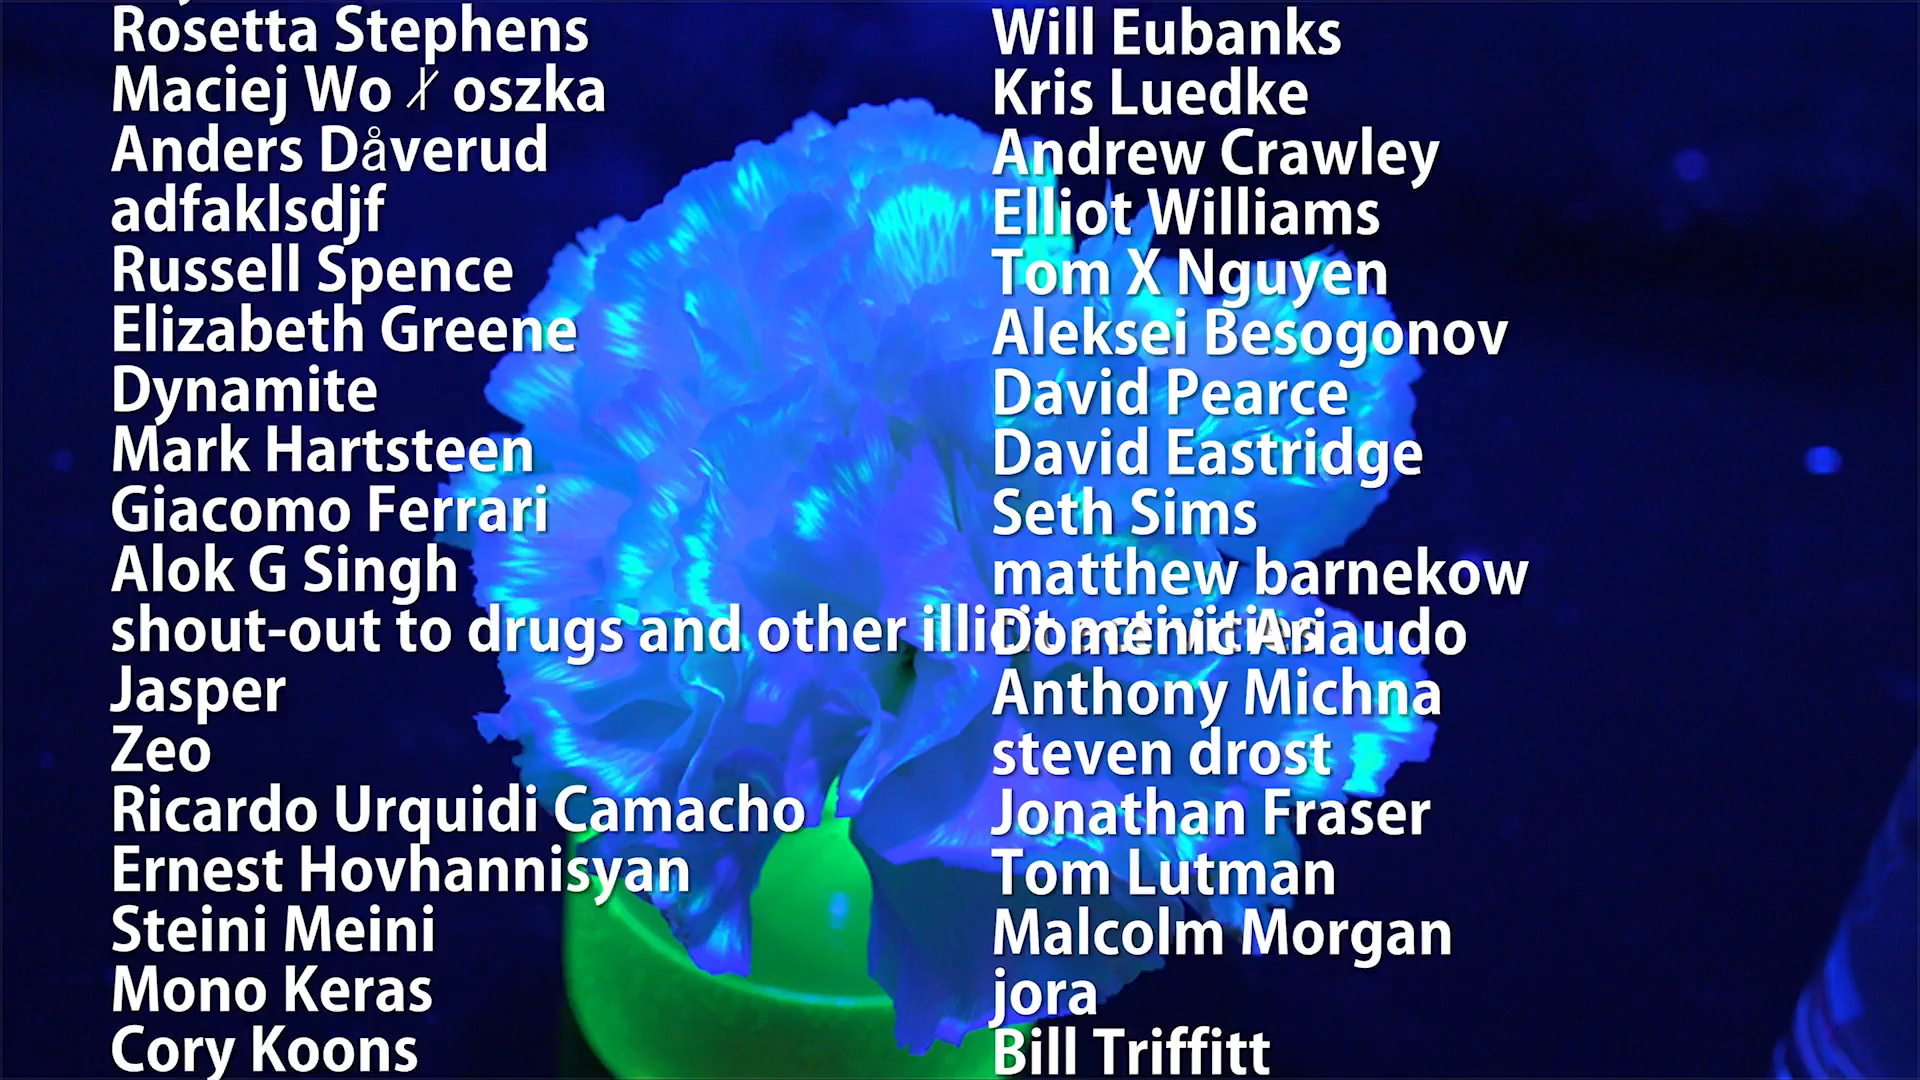 Rosetta Stephens
Maciej Wo ł oszka
Anders Dåverud
adfaklsdjf
Russell Spence
Elizabeth Greene
Dynamite
Mark Hartsteen
Giacomo Ferrari
Alok G Singh
shout-out to drugs and other illicit activities
Jasper
Zeo
Ricardo Urquidi Camacho
Ernest Hovhannisyan
Steini Meini
Mono Keras
Cory Koons
Will Eubanks
Kris Luedke
Andrew Crawley
Elliot Williams
Tom X Nguyen
Aleksei Besogonov
David Pearce
David Eastridge
Seth Sims
matthew barnekow
Domenic Ariaudo
Anthony Michna
steven drost
Jonathan Fraser
Tom Lutman
Malcolm Morgan
jora
Bill Triffitt